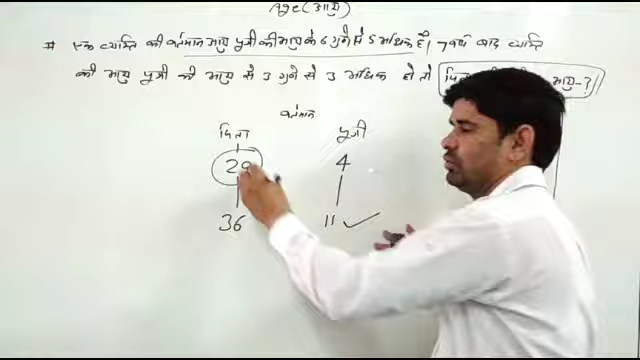 Age (आयु)
# एक व्यक्ति की वर्तमान आयु पुत्री की आयु के 6 गुने से 5 अधिक है। 7 वर्ष बाद व्यक्ति
की आयु पुत्री की आयु से 3 गुने से 3 अधिक हो तो पिता आयु - ?
वर्तमान
पिता पुत्री
29 4
36 11 ✓